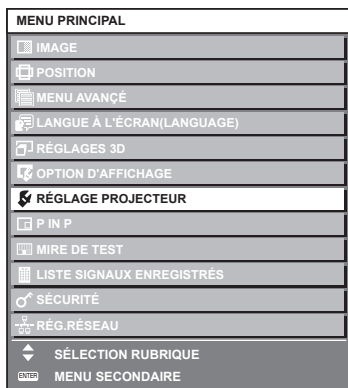 MENU PRINCIPAL
IMAGE
POSITION
MENU AVANÇÉ
LANGUE À L'ÉCRAN(LANGUAGE)
RÉGLAGES 3D
OPTION D'AFFICHAGE
RÉGLAGE PROJECTEUR
P IN P
MIRE DE TEST
LISTE SIGNAUX ENREGISTRÉS
SÉCURITÉ
RÉG.RÉSEAU
SÉLECTION RUBRIQUE
ENTER MENU SECONDAIRE